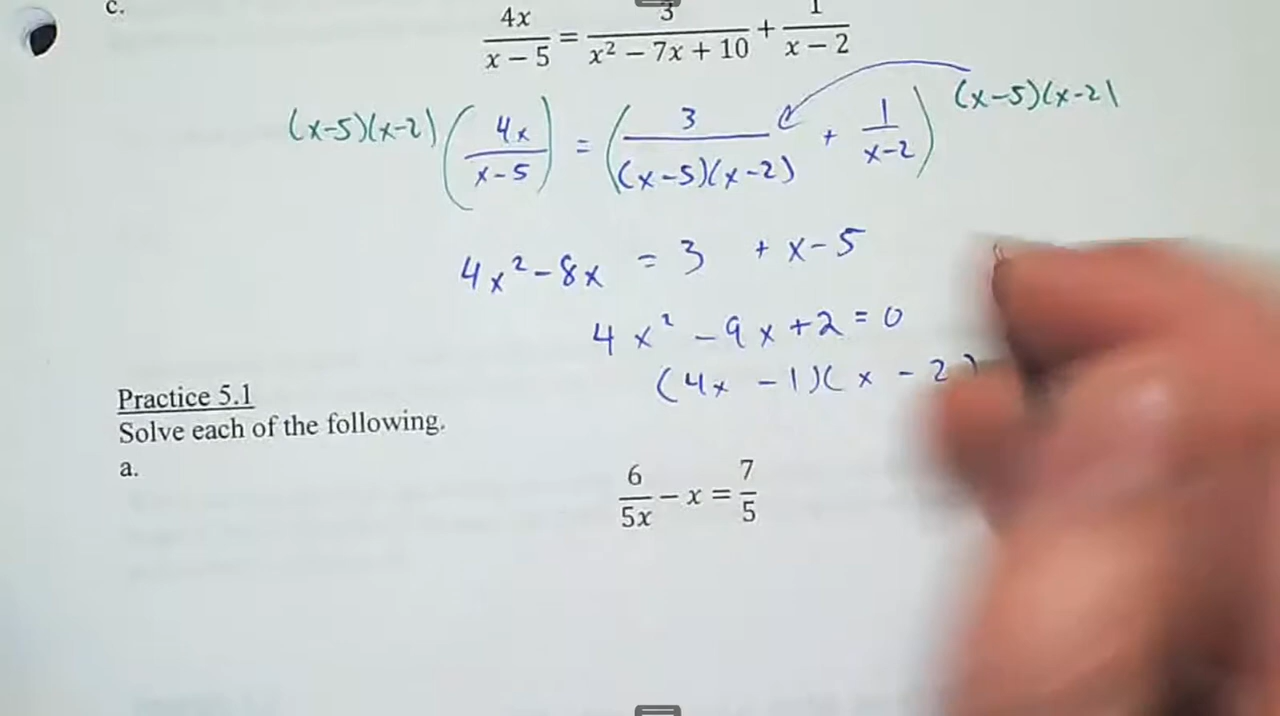 c.
4x/(x − 5) = 3/(x² − 7x + 10) + 1/(x − 2)
(x-5)(x-2) (4x/(x-5)) = (3/((x-5)(x-2)) + 1/(x-2)) (x-5)(x-2)
4x² - 8x = 3 + x - 5
4x² - 9x + 2 = 0
(4x - 1)(x - 2)
Practice 5.1
Solve each of the following.
a.
6/5x − x = 7/5